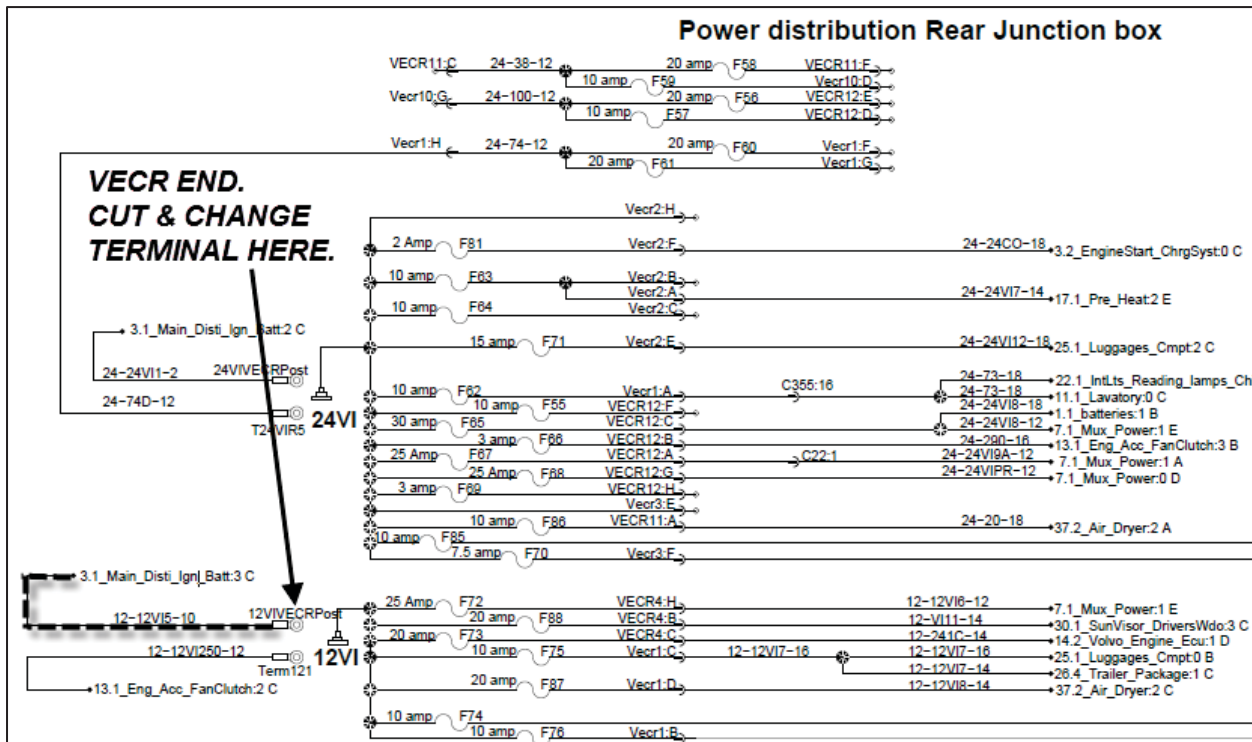 Power distribution Rear Junction box
VECR11:C 24-38-12 20 amp F58 VECR11:F
10 amp F59 Vecr10:D
Vecr10:G 24-100-12 20 amp F56 VECR12:E
10 amp F57 VECR12:D
Vecr1:H 24-74-12 20 amp F60 Vecr1:F
20 amp F61 Vecr1:G
VECR END.
CUT & CHANGE
TERMINAL HERE.
Vecr2:H
2 Amp F81 Vecr2:F 24-24CO-18 3.2_EngineStart_ChrgSyst:0 C
10 amp F63 Vecr2:B
Vecr2:A 24-24VI7-14 17.1_Pre_Heat:2 E
10 amp F64 Vecr2:C
3.1_Main_Disti_Ign_Batt:2 C
15 amp F71 Vecr2:E 24-24VI12-18 25.1_Luggages_Cmpt:2 C
24-24VI1-2 24VIVECRPost
24-73-18 22.1_IntLts_Reading_lamps_Ch
10 amp F62 Vecr1:A C355:16 24-73-18 11.1_Lavatory:0 C
24-74D-12 T24VIR5 24VI
10 amp F55 VECR12:F 24-24VI8-18 1.1_batteries:1 B
30 amp F65 VECR12:C 24-24VI8-12 7.1_Mux_Power:1 E
3 amp F66 VECR12:B 24-290-16 13.1_Eng_Acc_FanClutch:3 B
25 Amp F67 VECR12:A C22:1 24-24VI9A-12 7.1_Mux_Power:1 A
25 Amp F68 VECR12:G 24-24VIPR-12 7.1_Mux_Power:0 D
3 amp F69 VECR12:H
Vecr3:E
10 amp F86 VECR11:A 24-20-18 37.2_Air_Dryer:2 A
10 amp F85
7.5 amp F70 Vecr3:F
3.1_Main_Disti_Ign_Batt:3 C
12-12VI5-10 12VIVECRPost
25 Amp F72 VECR4:H 12-12VI6-12 7.1_Mux_Power:1 E
20 amp F88 VECR4:B 12-VI11-14 30.1_SunVisor_DriversWdo:3 C
20 amp F73 VECR4:C 12-241C-14 14.2_Volvo_Engine_Ecu:1 D
12-12VI250-12 Term121 12VI
10 amp F75 Vecr1:C 12-12VI7-16 12-12VI7-16 25.1_Luggages_Cmpt:0 B
12-12VI7-14 26.4_Trailer_Package:1 C
13.1_Eng_Acc_FanClutch:2 C
20 amp F87 Vecr1:D 12-12VI8-14 37.2_Air_Dryer:2 C
10 amp F74
10 amp F76 Vecr1:B